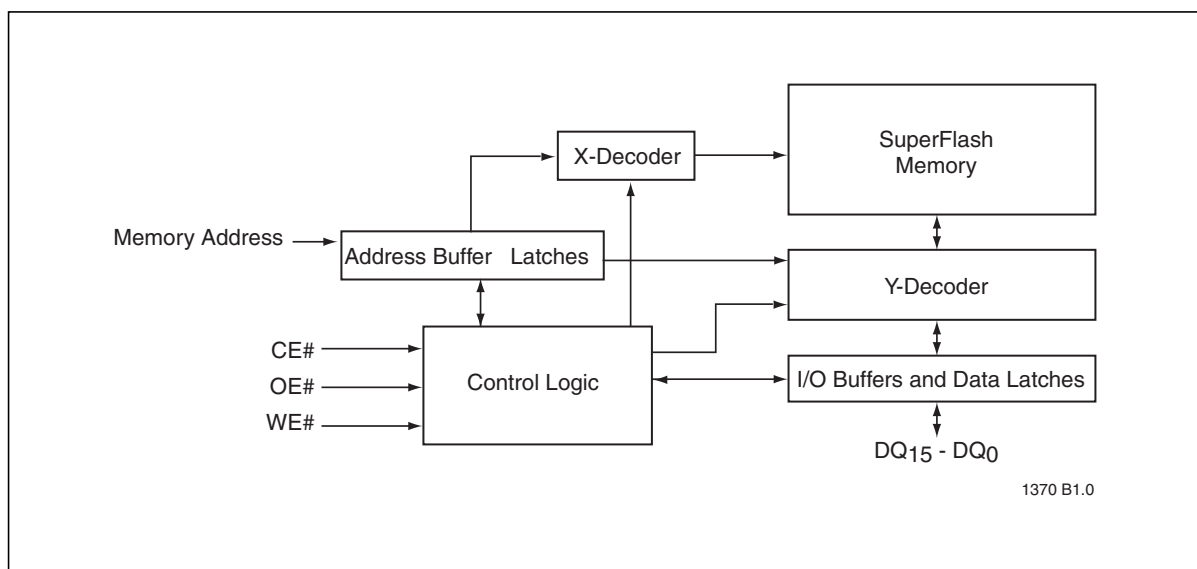 SuperFlash
Memory
X-Decoder
Memory Address
Address Buffer Latches
Y-Decoder
CE#
OE#
WE#
Control Logic
I/O Buffers and Data Latches
DQ15 - DQ0
1370 B1.0